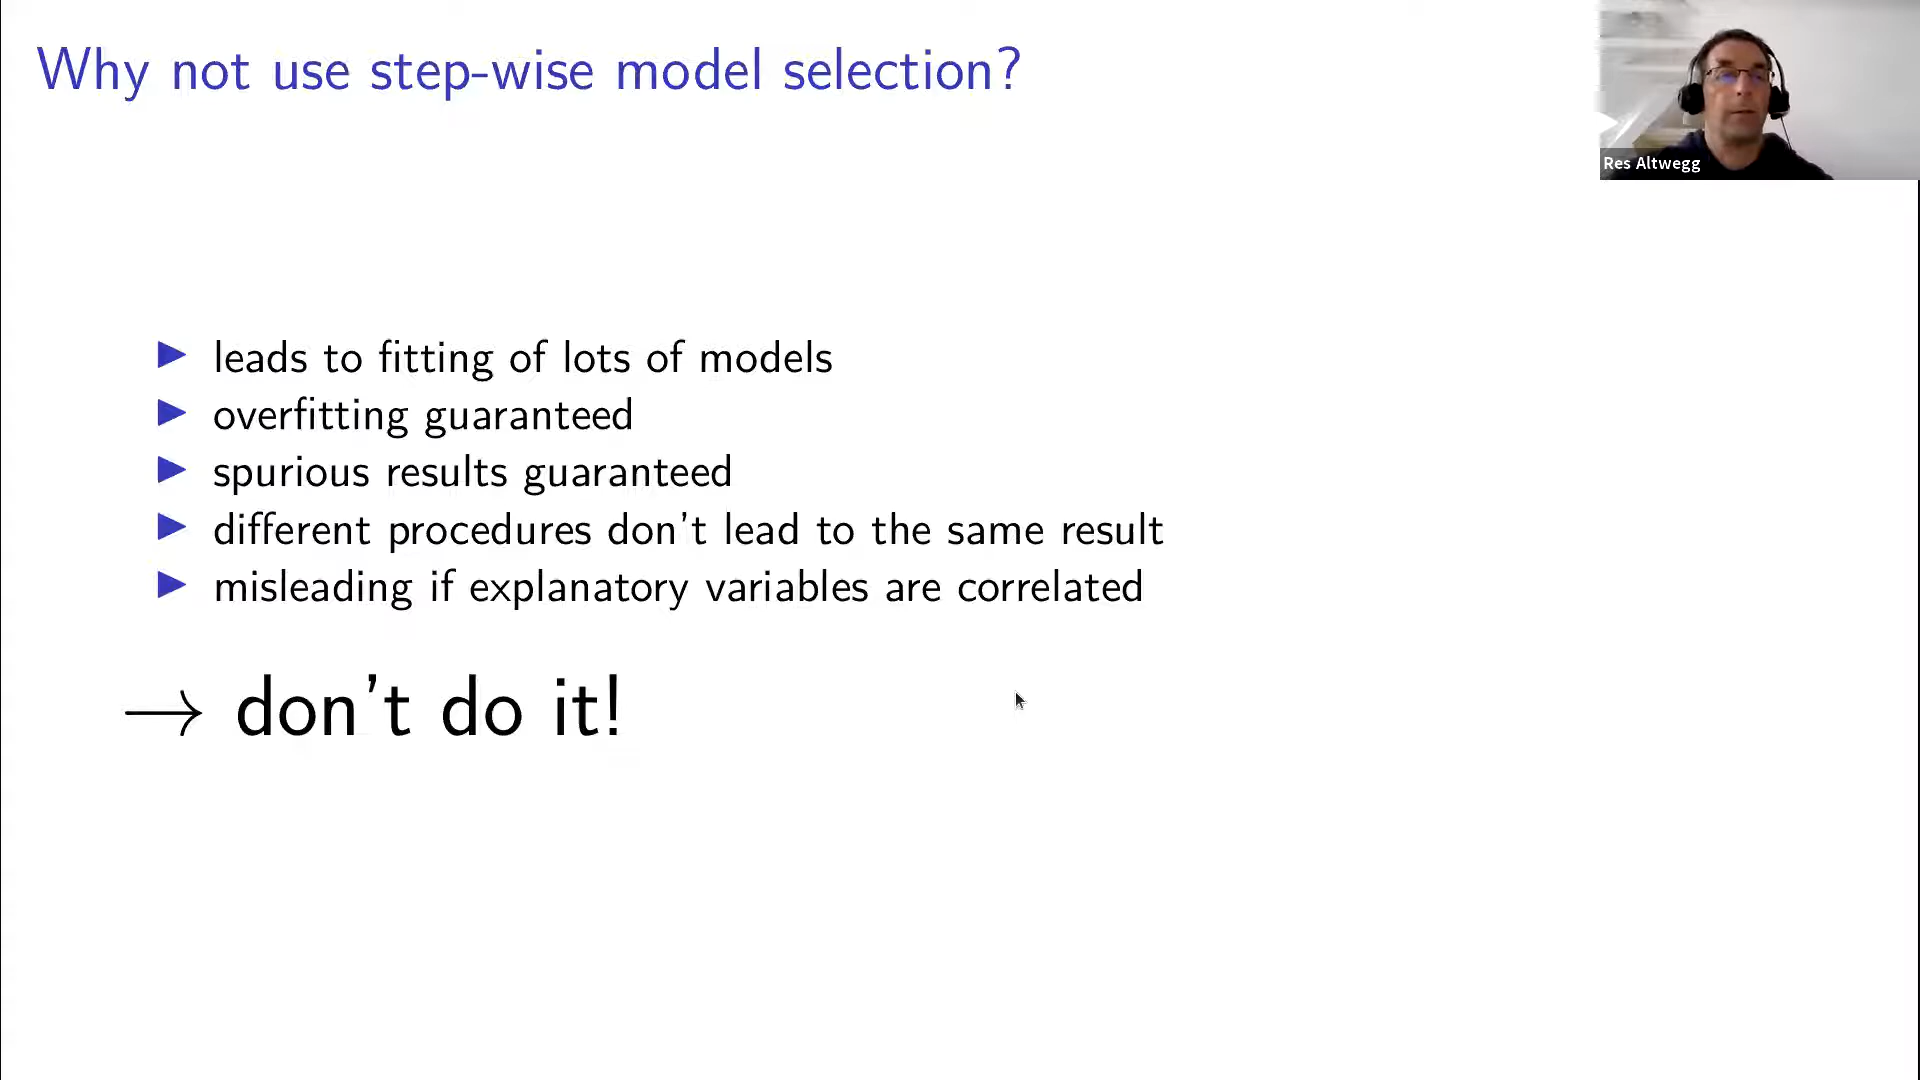 Why not use step-wise model selection?
Res Altwegg
▶ leads to fitting of lots of models
▶ overfitting guaranteed
▶ spurious results guaranteed
▶ different procedures don't lead to the same result
▶ misleading if explanatory variables are correlated
→ don't do it!